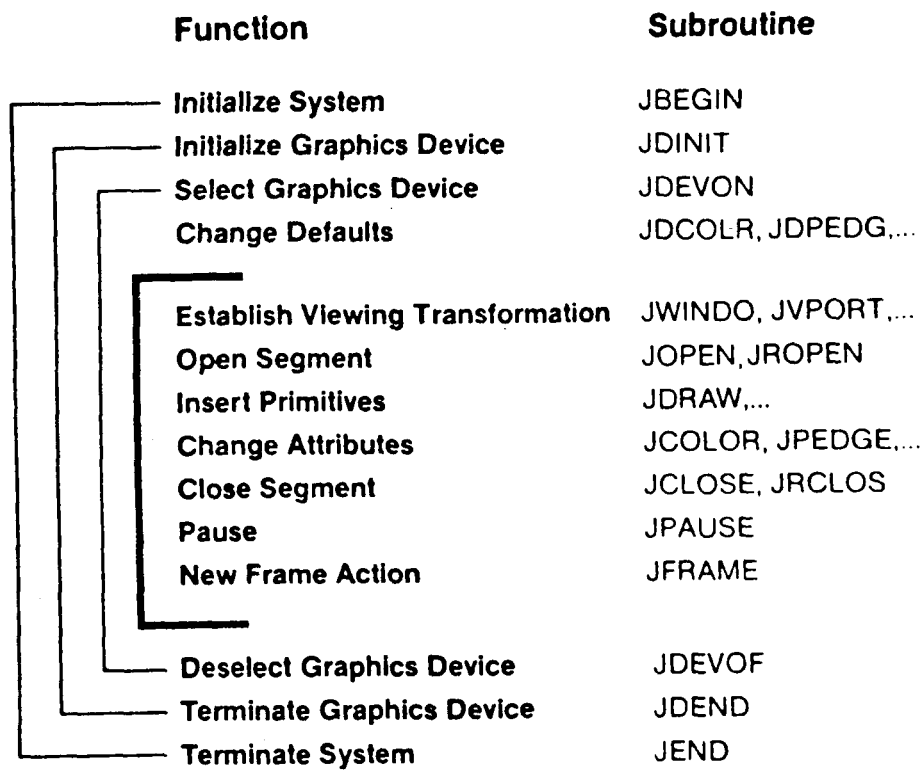 Function Subroutine
Initialize System JBEGIN
Initialize Graphics Device JDINIT
Select Graphics Device JDEVON
Change Defaults JDCOLR, JDPEDG,...
Establish Viewing Transformation JWINDO, JVPORT,...
Open Segment JOPEN, JROPEN
Insert Primitives JDRAW,...
Change Attributes JCOLOR, JPEDGE,...
Close Segment JCLOSE, JRCLOS
Pause JPAUSE
New Frame Action JFRAME
Deselect Graphics Device JDEVOF
Terminate Graphics Device JDEND
Terminate System JEND